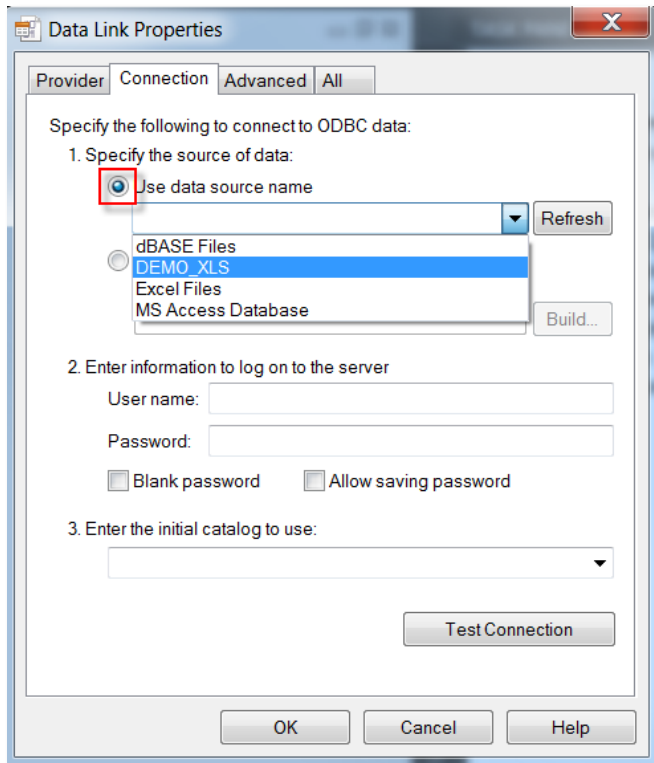 Data Link Properties
Provider Connection Advanced All
Specify the following to connect to ODBC data:
1. Specify the source of data:
Use data source name
Refresh
dBASE Files
DEMO_XLS
Excel Files
MS Access Database
Build...
2. Enter information to log on to the server
User name:
Password:
Blank password Allow saving password
3. Enter the initial catalog to use:
Test Connection
OK Cancel Help